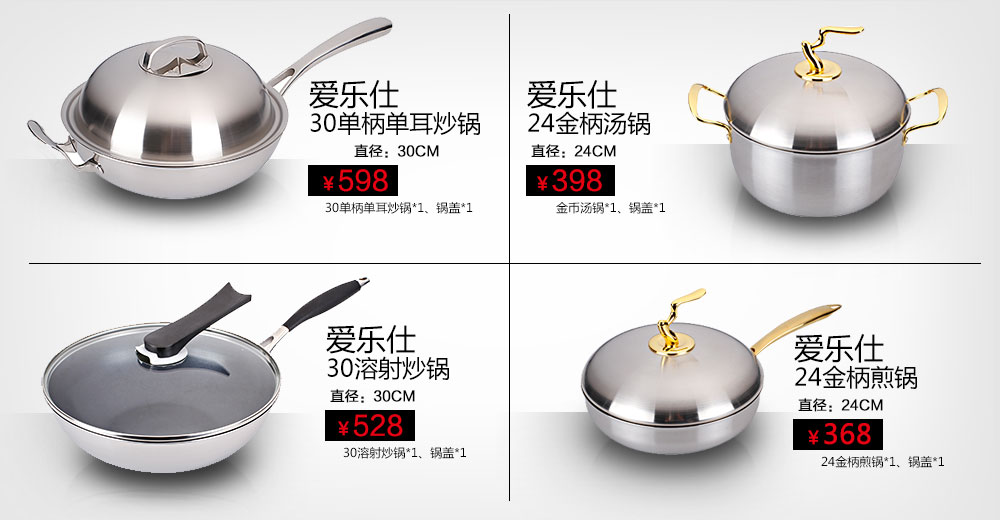 爱乐仕
30单柄单耳炒锅
直径：30CM
¥598
30单柄单耳炒锅*1、锅盖*1
爱乐仕
24金柄汤锅
直径：24CM
¥398
金币汤锅*1、锅盖*1
爱乐仕
30溶射炒锅
直径：30CM
¥528
30溶射炒锅*1、锅盖*1
爱乐仕
24金柄煎锅
直径：24CM
¥368
24金柄煎锅*1、锅盖*1